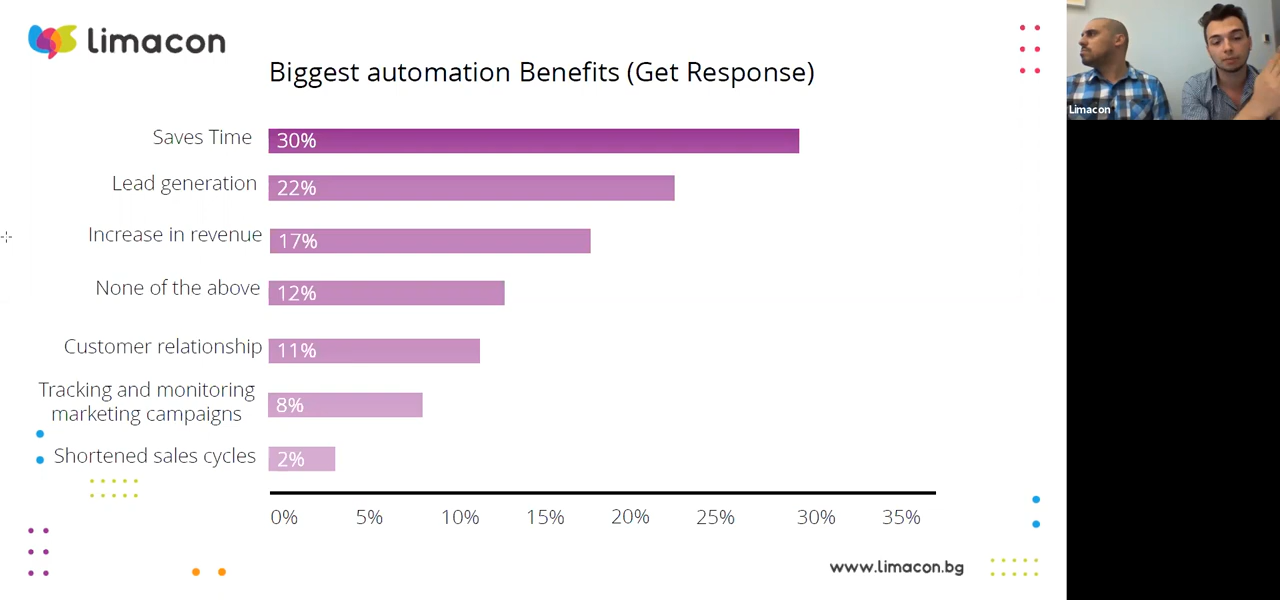 limacon
Biggest automation Benefits (Get Response)
Saves Time
30%
Lead generation
22%
Increase in revenue
17%
None of the above
12%
Customer relationship
11%
Tracking and monitoring
marketing campaigns
8%
Shortened sales cycles
2%
0% 5% 10% 15% 20% 25% 30% 35%
www.limacon.bg
Limacon